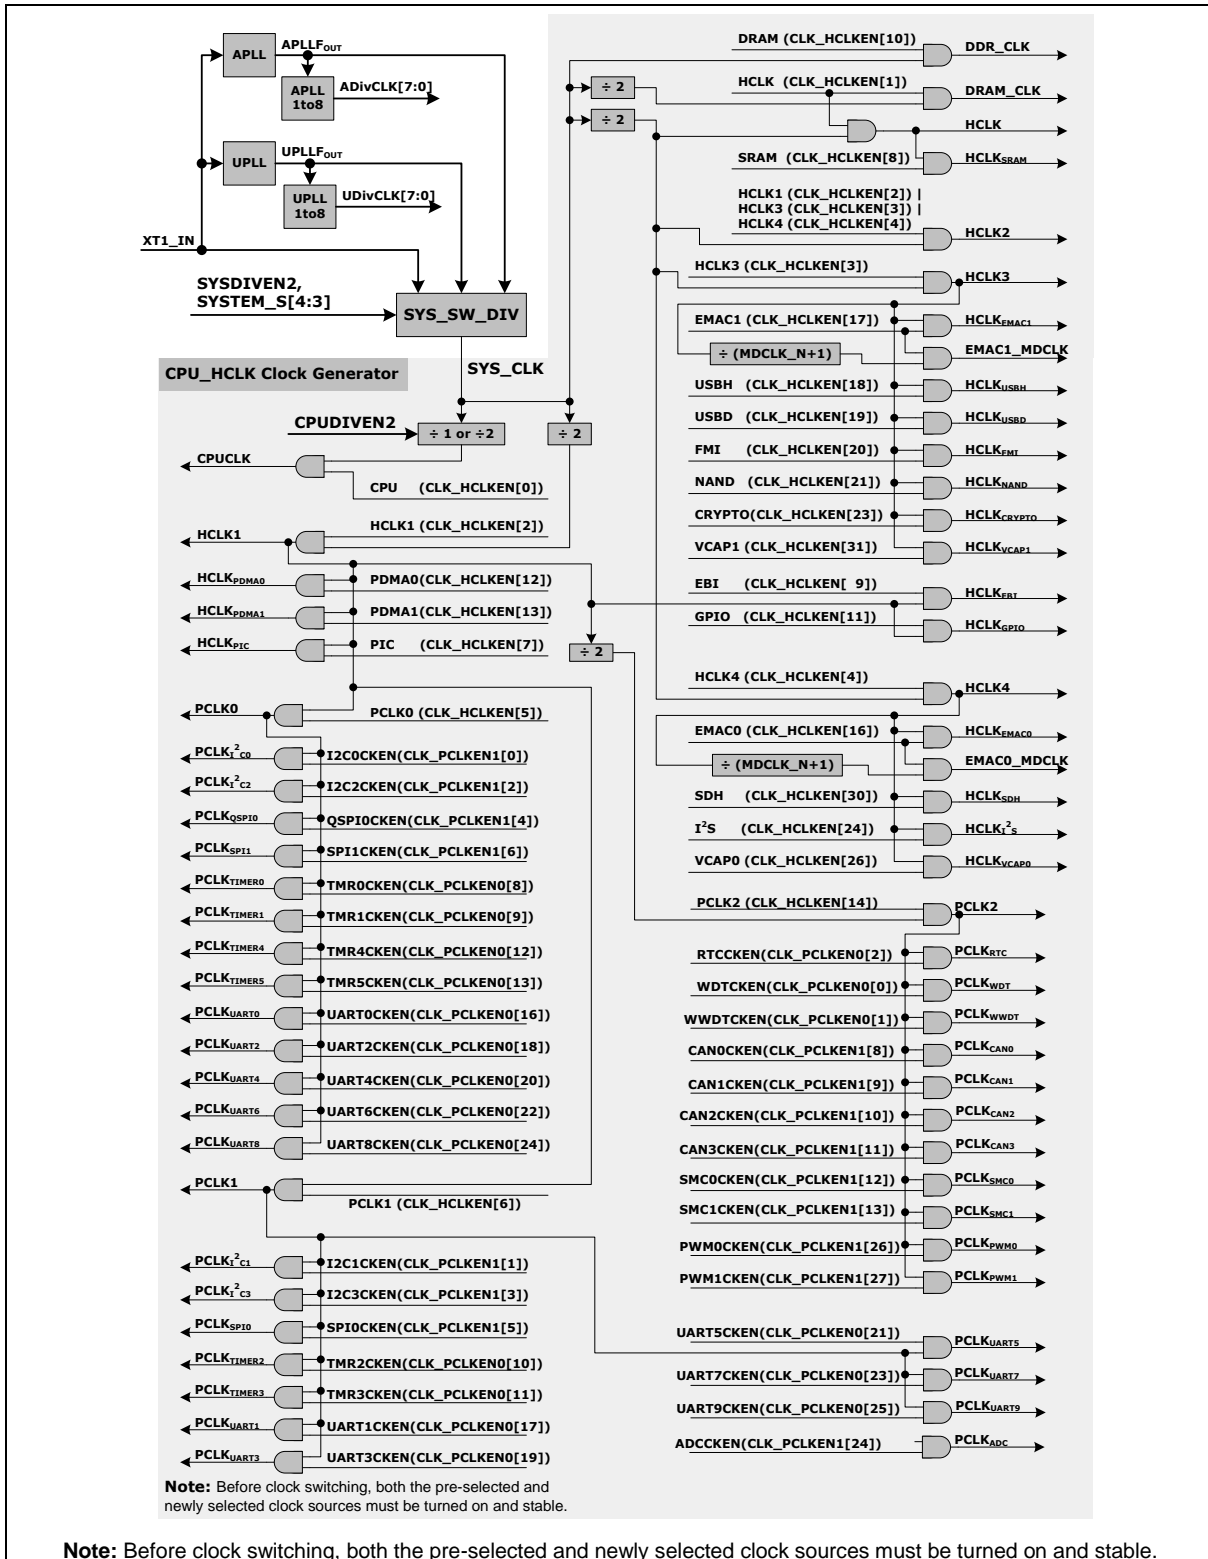 APLL
APLLFOUT
APLL
1to8
ADivCLK[7:0]
UPLL
UPLLFOUT
UPLL
1to8
UDivCLK[7:0]
XT1_IN
SYSDIVEN2,
SYSTEM_S[4:3]
SYS_SW_DIV
SYS_CLK
CPU_HCLK Clock Generator
CPUDIVEN2
÷ 1 or ÷2
÷ 2
CPUCLK
CPU (CLK_HCLKEN[0])
HCLK1
HCLK1 (CLK_HCLKEN[2])
HCLKPDMA0
PDMA0(CLK_HCLKEN[12])
HCLKPDMA1
PDMA1(CLK_HCLKEN[13])
HCLKPIC
PIC (CLK_HCLKEN[7])
÷ 2
PCLK0
PCLK0 (CLK_HCLKEN[5])
PCLKI2C0
I2C0CKEN(CLK_PCLKEN1[0])
PCLKI2C2
I2C2CKEN(CLK_PCLKEN1[2])
PCLKQSPI0
QSPI0CKEN(CLK_PCLKEN1[4])
PCLKSPI1
SPI1CKEN(CLK_PCLKEN1[6])
PCLKTIMER0
TMR0CKEN(CLK_PCLKEN0[8])
PCLKTIMER1
TMR1CKEN(CLK_PCLKEN0[9])
PCLKTIMER4
TMR4CKEN(CLK_PCLKEN0[12])
PCLKTIMER5
TMR5CKEN(CLK_PCLKEN0[13])
PCLKUART0
UART0CKEN(CLK_PCLKEN0[16])
PCLKUART2
UART2CKEN(CLK_PCLKEN0[18])
PCLKUART4
UART4CKEN(CLK_PCLKEN0[20])
PCLKUART6
UART6CKEN(CLK_PCLKEN0[22])
PCLKUART8
UART8CKEN(CLK_PCLKEN0[24])
PCLK1
PCLK1 (CLK_HCLKEN[6])
PCLKI2C1
I2C1CKEN(CLK_PCLKEN1[1])
PCLKI2C3
I2C3CKEN(CLK_PCLKEN1[3])
PCLKSPI0
SPI0CKEN(CLK_PCLKEN1[5])
PCLKTIMER2
TMR2CKEN(CLK_PCLKEN0[10])
PCLKTIMER3
TMR3CKEN(CLK_PCLKEN0[11])
PCLKUART1
UART1CKEN(CLK_PCLKEN0[17])
PCLKUART3
UART3CKEN(CLK_PCLKEN0[19])
DRAM (CLK_HCLKEN[10])
DDR_CLK
÷ 2
HCLK (CLK_HCLKEN[1])
DRAM_CLK
÷ 2
HCLK
SRAM (CLK_HCLKEN[8])
HCLKSRAM
HCLK1 (CLK_HCLKEN[2]) |
HCLK3 (CLK_HCLKEN[3]) |
HCLK4 (CLK_HCLKEN[4])
HCLK2
HCLK3 (CLK_HCLKEN[3])
HCLK3
EMAC1 (CLK_HCLKEN[17])
HCLKEMAC1
÷ (MDCLK_N+1)
EMAC1_MDCLK
USBH (CLK_HCLKEN[18])
HCLKUSBH
USBD (CLK_HCLKEN[19])
HCLKUSBD
FMI (CLK_HCLKEN[20])
HCLKFMI
NAND (CLK_HCLKEN[21])
HCLKNAND
CRYPTO(CLK_HCLKEN[23])
HCLKCRYPTO
VCAP1 (CLK_HCLKEN[31])
HCLKVCAP1
EBI (CLK_HCLKEN[ 9])
HCLKEBI
GPIO (CLK_HCLKEN[11])
HCLKGPIO
HCLK4 (CLK_HCLKEN[4])
HCLK4
EMAC0 (CLK_HCLKEN[16])
HCLKEMAC0
÷ (MDCLK_N+1)
EMAC0_MDCLK
SDH (CLK_HCLKEN[30])
HCLKSDH
I2S (CLK_HCLKEN[24])
HCLKI2S
VCAP0 (CLK_HCLKEN[26])
HCLKVCAP0
PCLK2 (CLK_HCLKEN[14])
PCLK2
RTCCKEN(CLK_PCLKEN0[2])
PCLKRTC
WDTCKEN(CLK_PCLKEN0[0])
PCLKWDT
WWDTCKEN(CLK_PCLKEN0[1])
PCLKWWDT
CAN0CKEN(CLK_PCLKEN1[8])
PCLKCAN0
CAN1CKEN(CLK_PCLKEN1[9])
PCLKCAN1
CAN2CKEN(CLK_PCLKEN1[10])
PCLKCAN2
CAN3CKEN(CLK_PCLKEN1[11])
PCLKCAN3
SMC0CKEN(CLK_PCLKEN1[12])
PCLKSMC0
SMC1CKEN(CLK_PCLKEN1[13])
PCLKSMC1
PWM0CKEN(CLK_PCLKEN1[26])
PCLKPWM0
PWM1CKEN(CLK_PCLKEN1[27])
PCLKPWM1
UART5CKEN(CLK_PCLKEN0[21])
PCLKUART5
UART7CKEN(CLK_PCLKEN0[23])
PCLKUART7
UART9CKEN(CLK_PCLKEN0[25])
PCLKUART9
ADCCKEN(CLK_PCLKEN1[24])
PCLKADC
Note: Before clock switching, both the pre-selected and
newly selected clock sources must be turned on and stable.
Note: Before clock switching, both the pre-selected and newly selected clock sources must be turned on and stable.